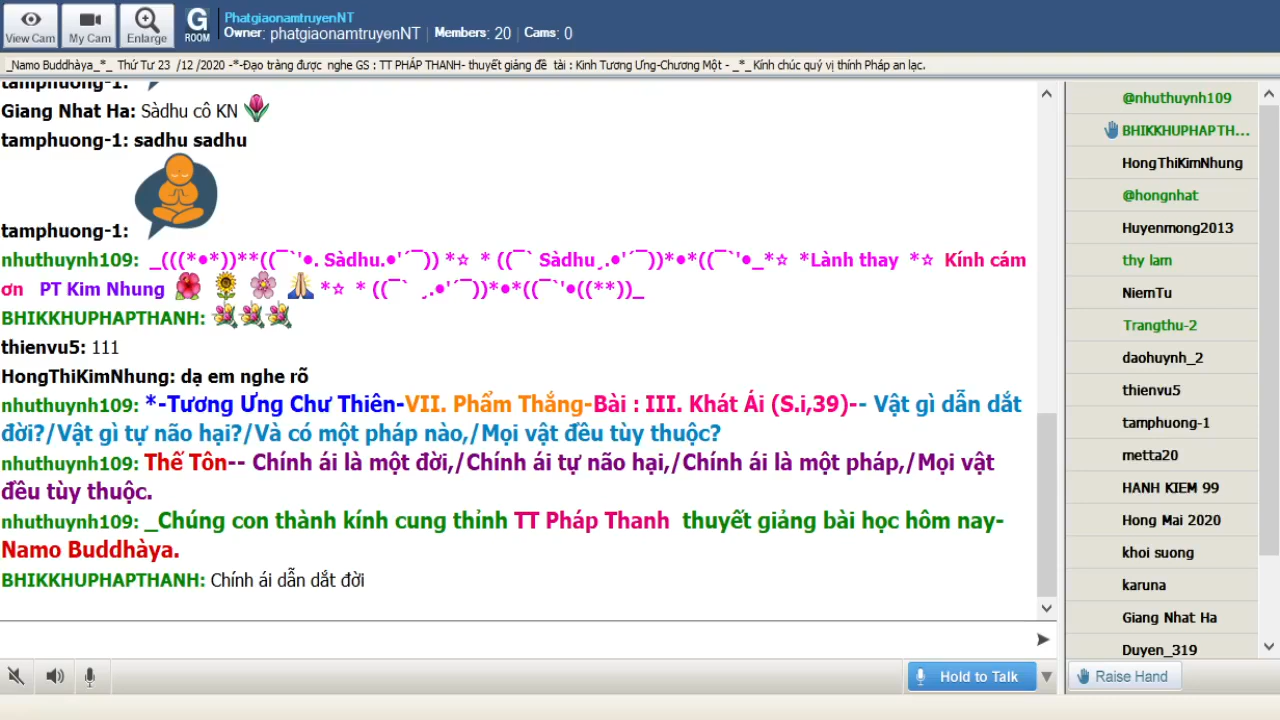 PhatgiaonamtruyenNT
Owner: phatgiaonamtruyenNT | Members: 20 | Cams: 0
View Cam
My Cam
Enlarge
G
ROOM
_Namo Buddhàya_*_ Thứ Tư 23 /12 /2020 -*-Đạo tràng được nghe GS : TT PHÁP THANH- thuyết giảng đề tài : Kinh Tương Ưng-Chương Một - _*_Kính chúc quý vị thính Pháp an lạc.
tamphuong-1:
Giang Nhat Ha: Sàdhu cô KN
tamphuong-1: sadhu sadhu
tamphuong-1:
nhuthuynh109: _(((*•*))**((¯`'•. Sàdhu.•'´¯)) *☆ * ((¯` Sàdhu¸.•'´¯))*•*((¯`'•_*☆ *Lành thay *☆ Kính cám
ơn PT Kim Nhung *☆ * ((¯` ¸.•'´¯))*•*((¯`'•((**))_
BHIKKHUPHAPTHANH:
thienvu5: 111
HongThiKimNhung: dạ em nghe rõ
nhuthuynh109: *-Tương Ưng Chư Thiên-VII. Phẩm Thắng-Bài : III. Khát Ái (S.i,39)-- Vật gì dẫn dắt
đời?/Vật gì tự não hại?/Và có một pháp nào,/Mọi vật đều tùy thuộc?
nhuthuynh109: Thế Tôn-- Chính ái là một đời,/Chính ái tự não hại,/Chính ái là một pháp,/Mọi vật
đều tùy thuộc.
nhuthuynh109: _Chúng con thành kính cung thỉnh TT Pháp Thanh thuyết giảng bài học hôm nay-
Namo Buddhàya.
BHIKKHUPHAPTHANH: Chính ái dẫn dắt đời
@nhuthuynh109
BHIKKHUPHAPTH...
HongThiKimNhung
@hongnhat
Huyenmong2013
thy lam
NiemTu
Trangthu-2
daohuynh_2
thienvu5
tamphuong-1
metta20
HANH KIEM 99
Hong Mai 2020
khoi suong
karuna
Giang Nhat Ha
Duyen_319
Hold to Talk
Raise Hand